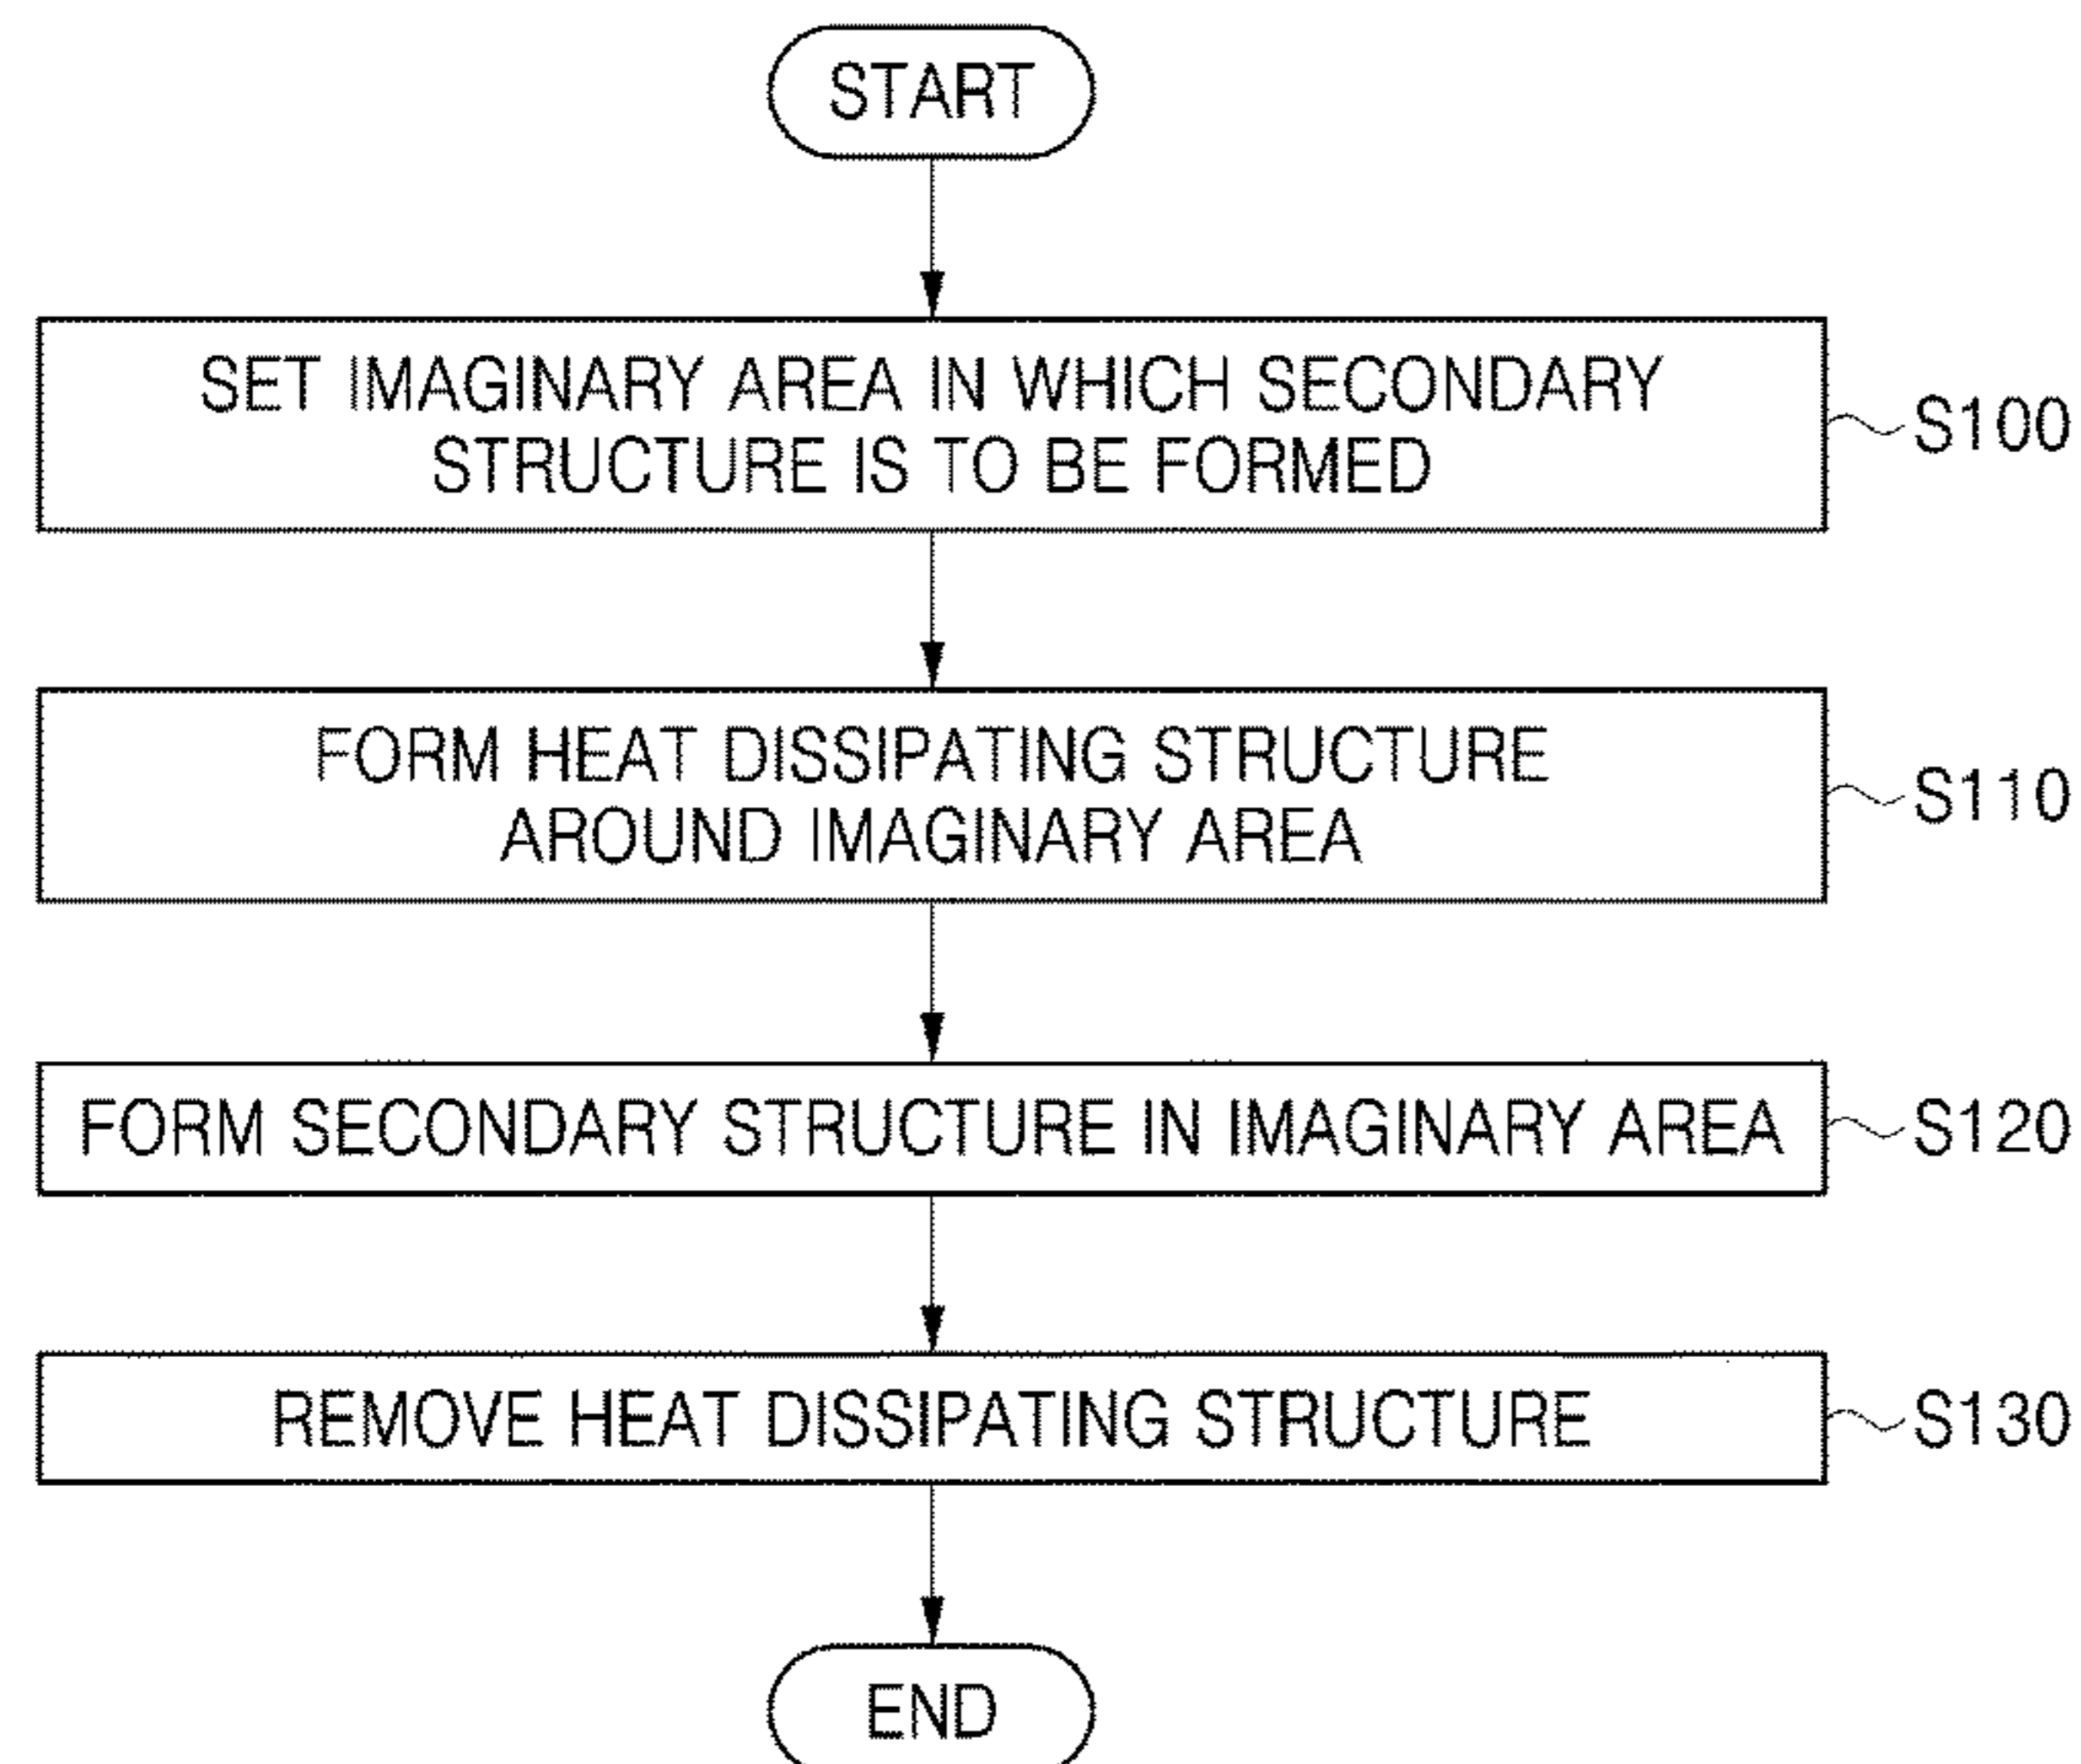 START
SET IMAGINARY AREA IN WHICH SECONDARY
STRUCTURE IS TO BE FORMED
S100
FORM HEAT DISSIPATING STRUCTURE
AROUND IMAGINARY AREA
S110
FORM SECONDARY STRUCTURE IN IMAGINARY AREA
S120
REMOVE HEAT DISSIPATING STRUCTURE
S130
END